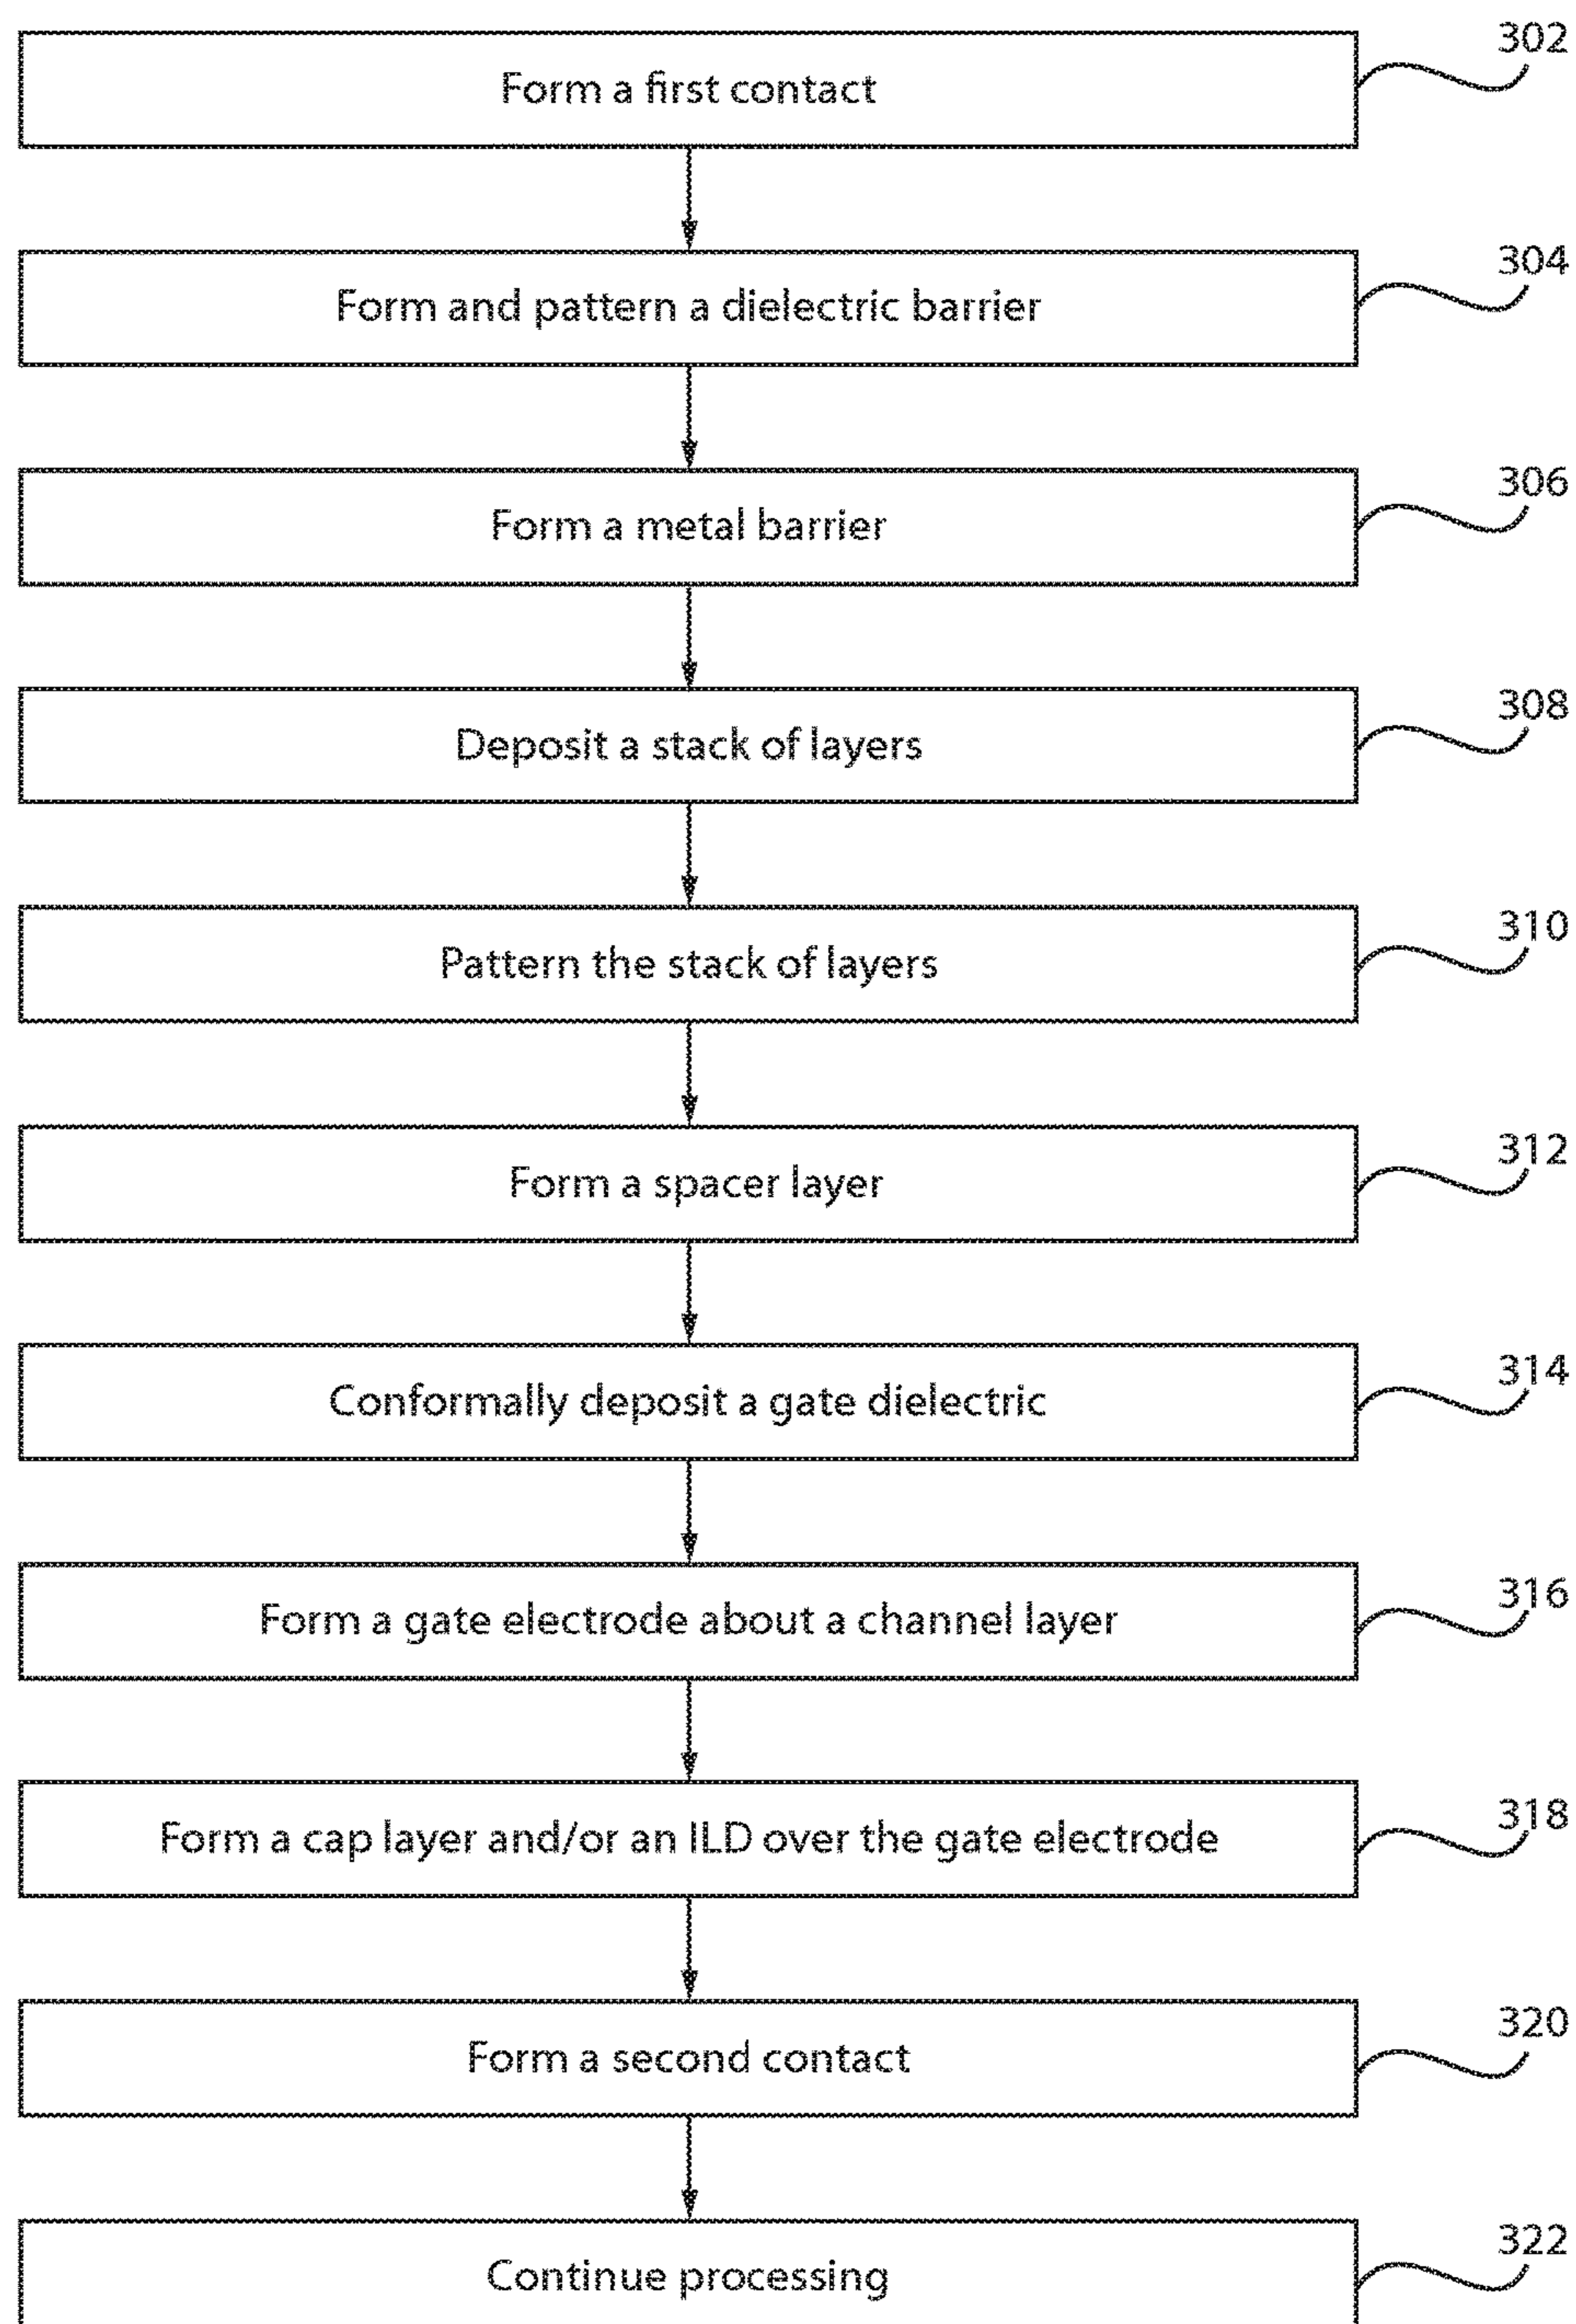 302
Form a first contact
304
Form and pattern a dielectric barrier
306
Form a metal barrier
308
Deposit a stack of layers
310
Pattern the stack of layers
312
Form a spacer layer
314
Conformally deposit a gate dielectric
316
Form a gate electrode about a channel layer
318
Form a cap layer and/or an ILD over the gate electrode
320
Form a second contact
322
Continue processing